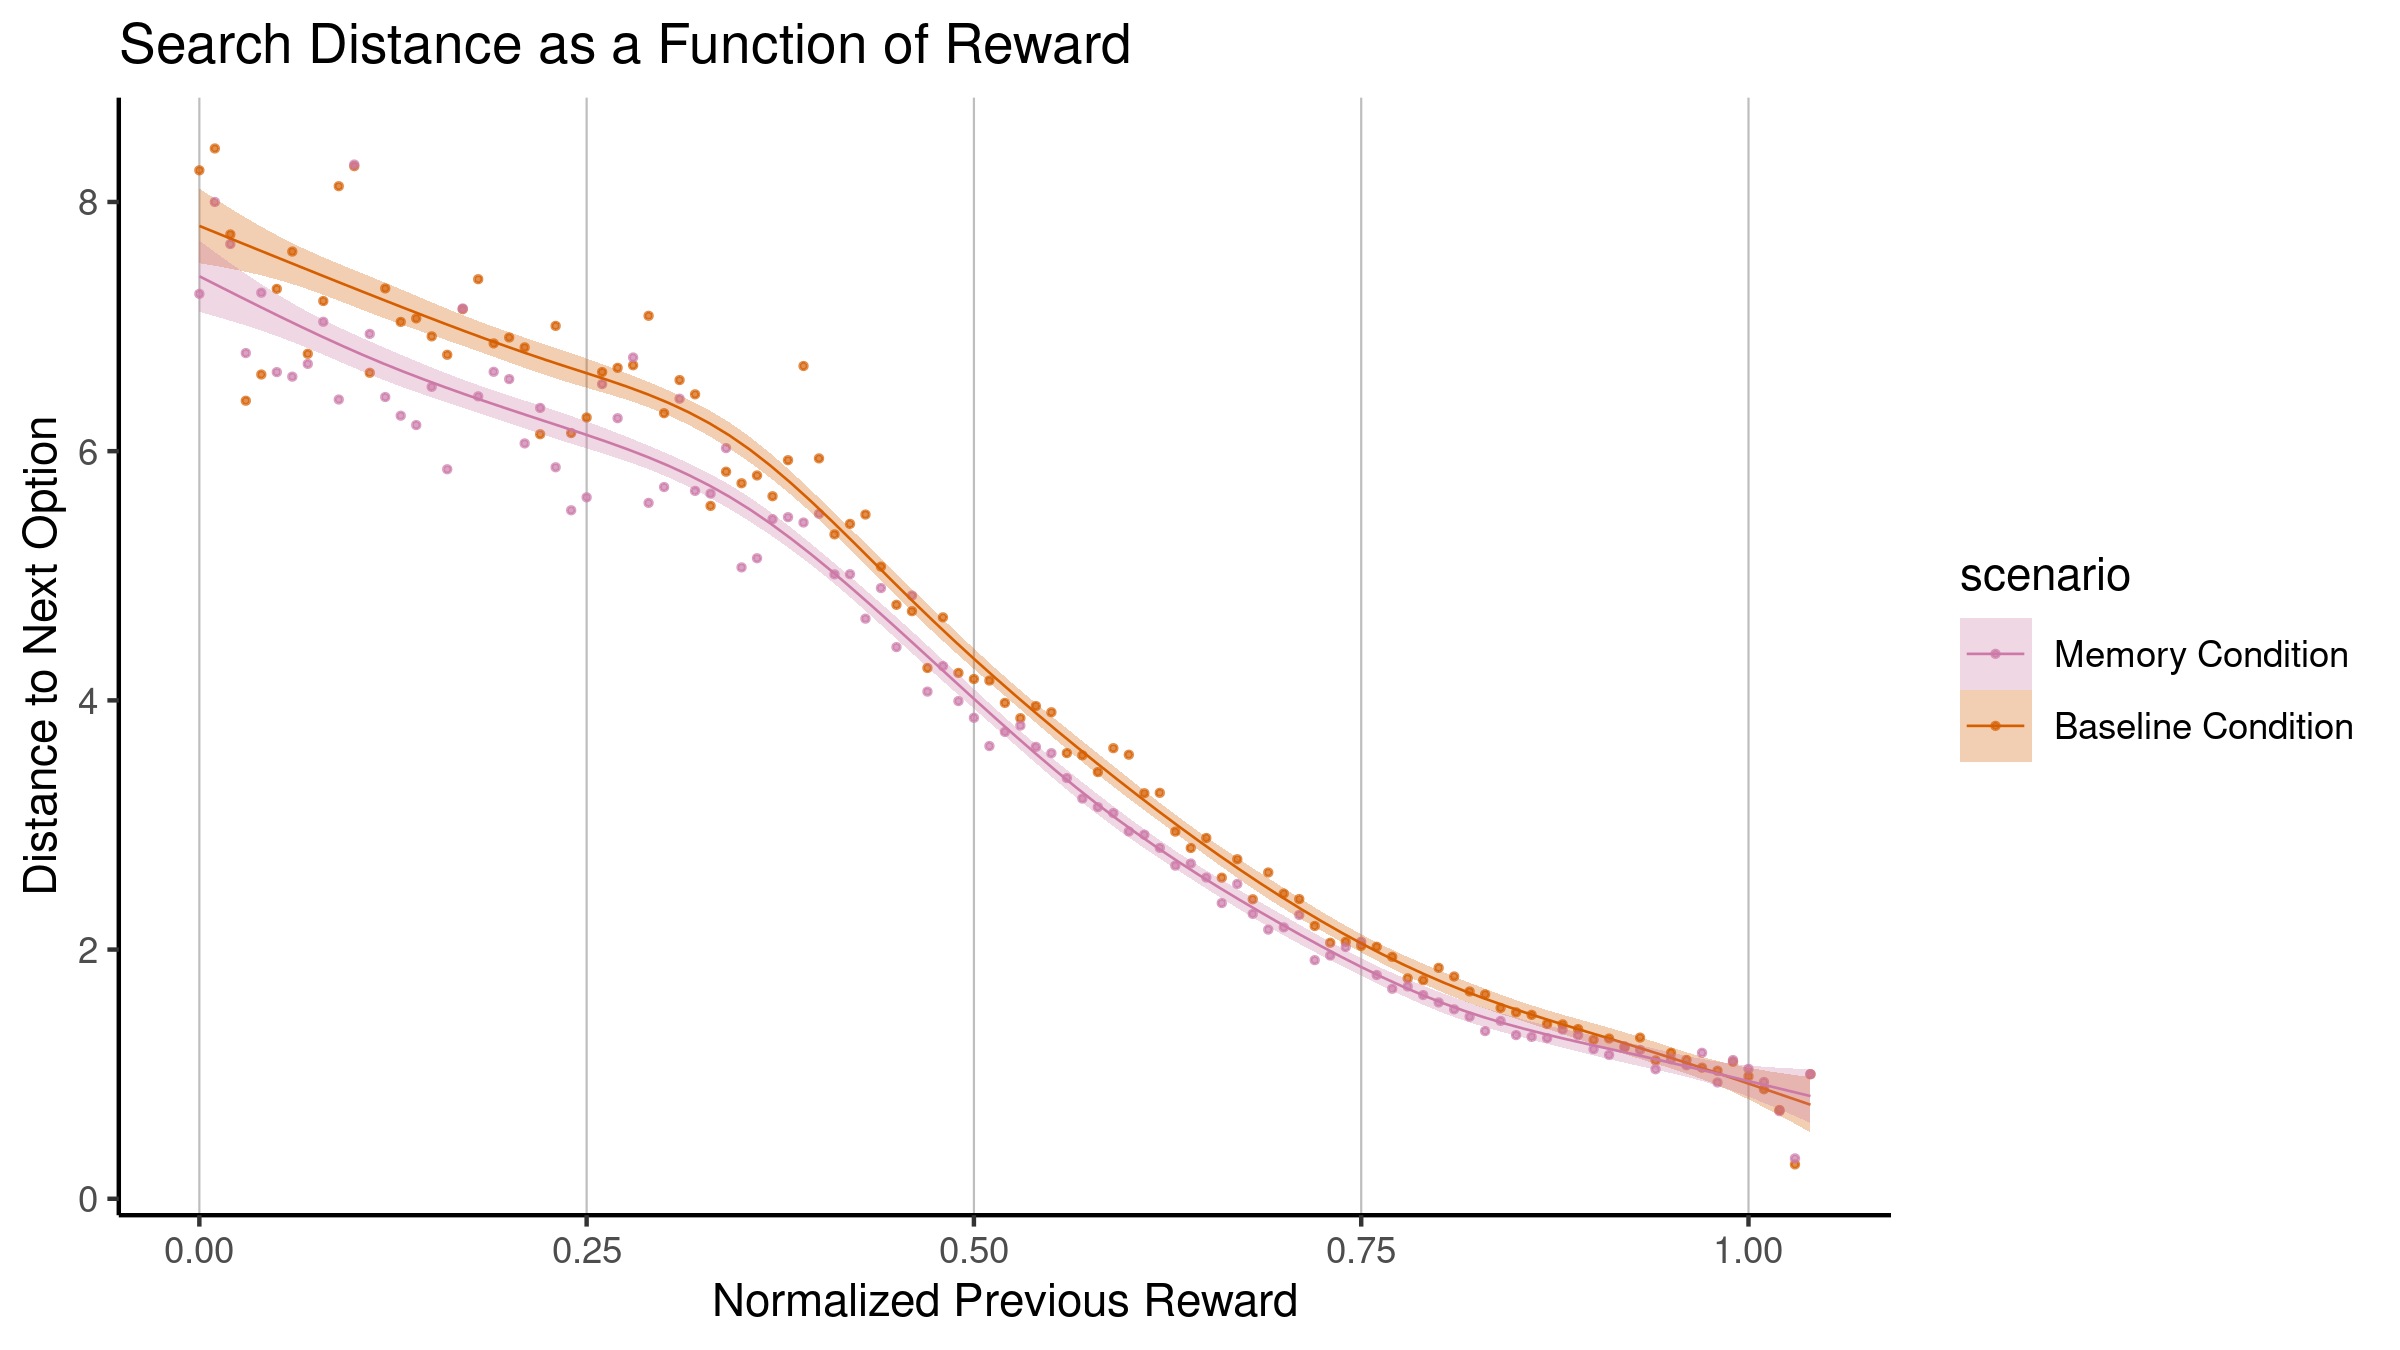 Search Distance as a Function of Reward
Distance to Next Option
8
6
4
2
0
0.00 0.25 0.50 0.75 1.00
Normalized Previous Reward
scenario
Memory Condition
Baseline Condition